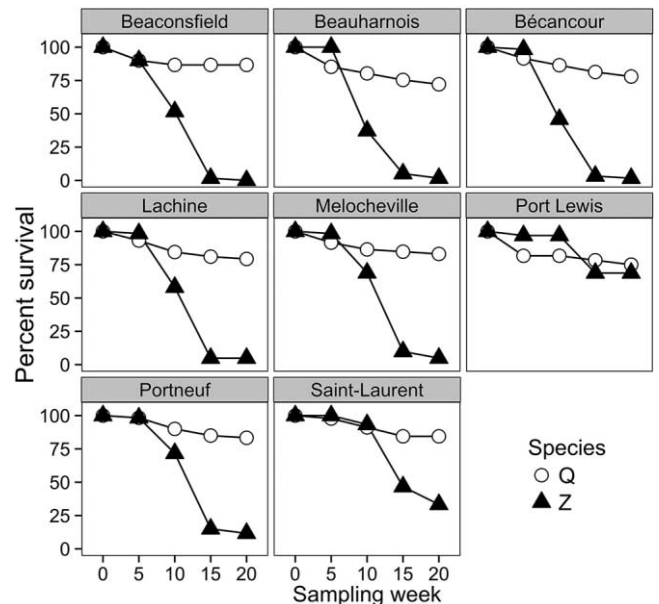 Beaconsfield Beauharnois Bécancour
100
75
50
25
0
Lachine Melocheville Port Lewis
100
75
50
25
0
Percent survival
Portneuf Saint-Laurent
100
75
50
25
0
Species
Q
Z
0 5 10 15 20 0 5 10 15 20
Sampling week